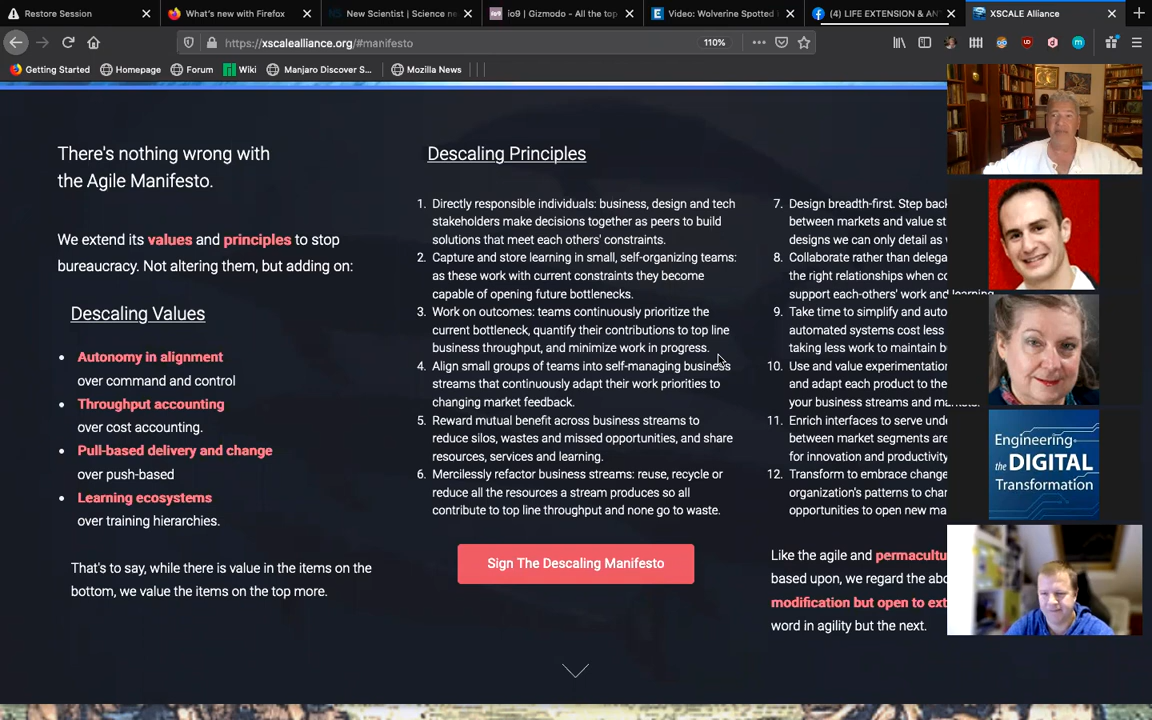 Restore Session
What's new with Firefox
New Scientist | Science ne
io9 | Gizmodo - All the top
Video: Wolverine Spotted
(4) LIFE EXTENSION & AN
XSCALE Alliance
https://xscalealliance.org/#manifesto
110%
Getting Started
Homepage
Forum
Wiki
Manjaro Discover S...
Mozilla News
There's nothing wrong with
the Agile Manifesto.
We extend its values and principles to stop
bureaucracy. Not altering them, but adding on:
Descaling Values
Autonomy in alignment
over command and control
Throughput accounting
over cost accounting.
Pull-based delivery and change
over push-based
Learning ecosystems
over training hierarchies.
That's to say, while there is value in the items on the
bottom, we value the items on the top more.
Descaling Principles
1. Directly responsible individuals: business, design and tech
stakeholders make decisions together as peers to build
solutions that meet each others' constraints.
2. Capture and store learning in small, self-organizing teams:
as these work with current constraints they become
capable of opening future bottlenecks.
3. Work on outcomes: teams continuously prioritize the
current bottleneck, quantify their contributions to top line
business throughput, and minimize work in progress.
4. Align small groups of teams into self-managing business
streams that continuously adapt their work priorities to
changing market feedback.
5. Reward mutual benefit across business streams to
reduce silos, wastes and missed opportunities, and share
resources, services and learning.
6. Mercilessly refactor business streams: reuse, recycle or
reduce all the resources a stream produces so all
contribute to top line throughput and none go to waste.
Sign The Descaling Manifesto
7. Design breadth-first. Step back
between markets and value st
designs we can only detail as
8. Collaborate rather than delega
the right relationships when co
support each-others' work and learning
9. Take time to simplify and auto
automated systems cost less
taking less work to maintain b
10. Use and value experimentation
and adapt each product to the
your business streams and markets.
11. Enrich interfaces to serve unde
between market segments are
for innovation and productivity
12. Transform to embrace change
organization's patterns to char
opportunities to open new ma
Like the agile and permacultu
based upon, we regard the abo
modification but open to ext
word in agility but the next.
Engineering
the DIGITAL
Transformation